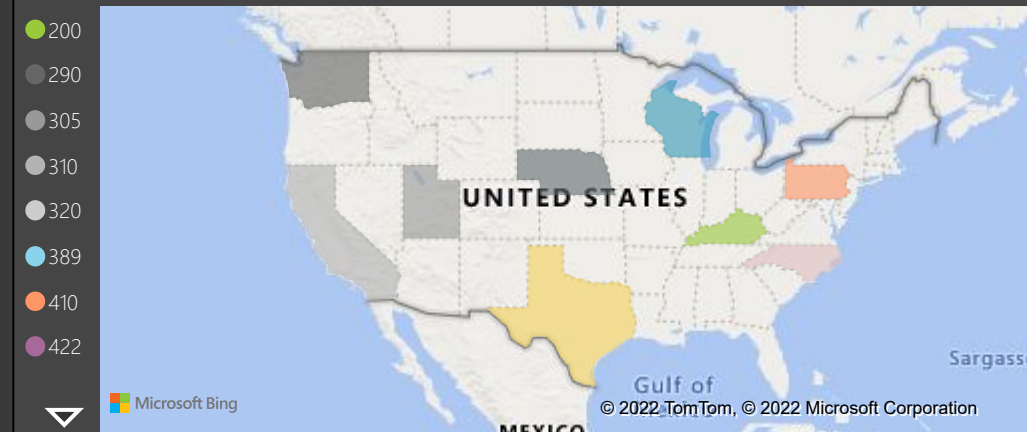 200
290
305
310
320
389
410
422
UNITED STATES
Sargass
Gulf of
Microsoft Bing
© 2022 TomTom, © 2022 Microsoft Corporation
MEXICO